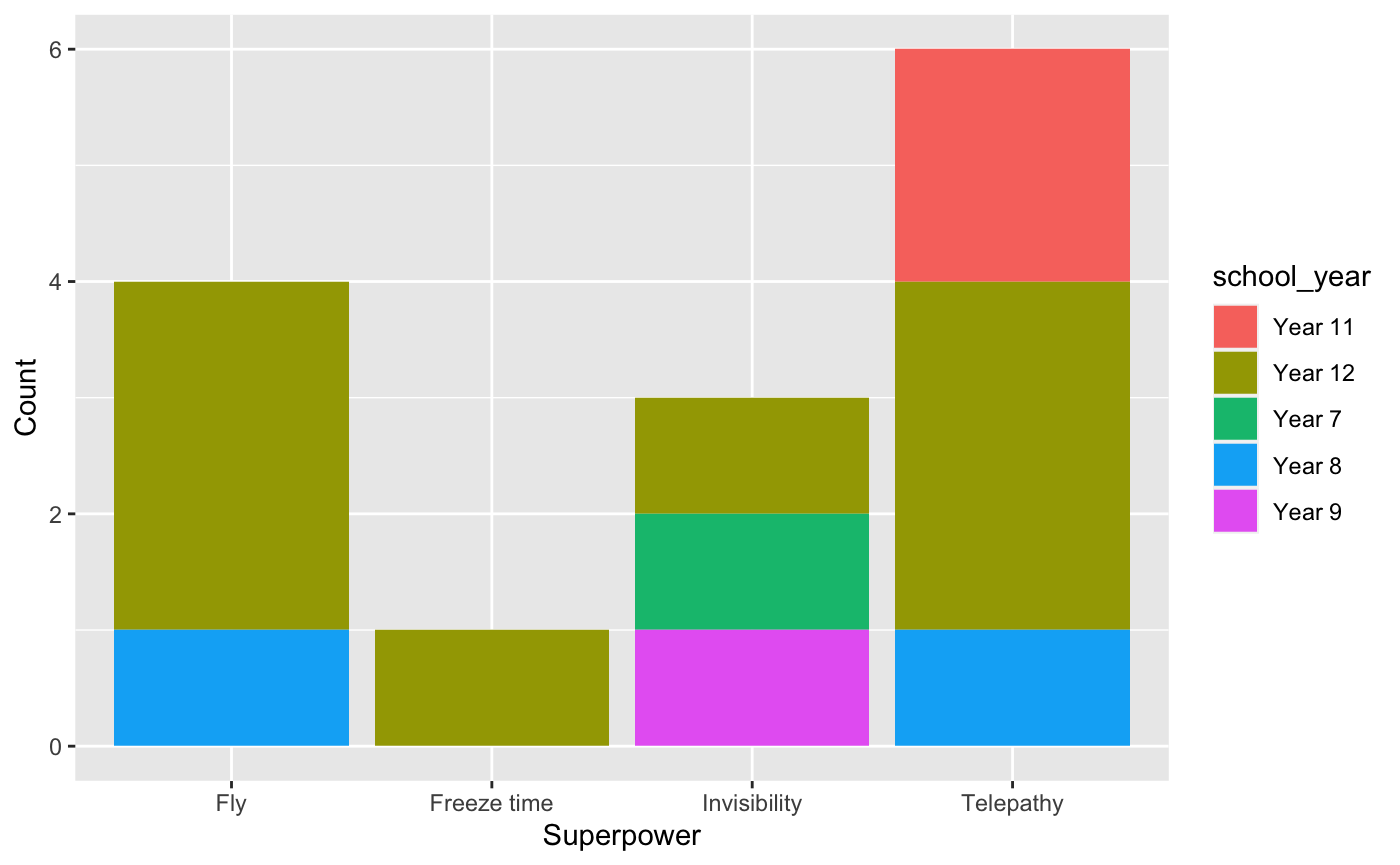 6
4
2
0
Count
Fly
Freeze time
Invisibility
Telepathy
Superpower
school_year
Year 11
Year 12
Year 7
Year 8
Year 9